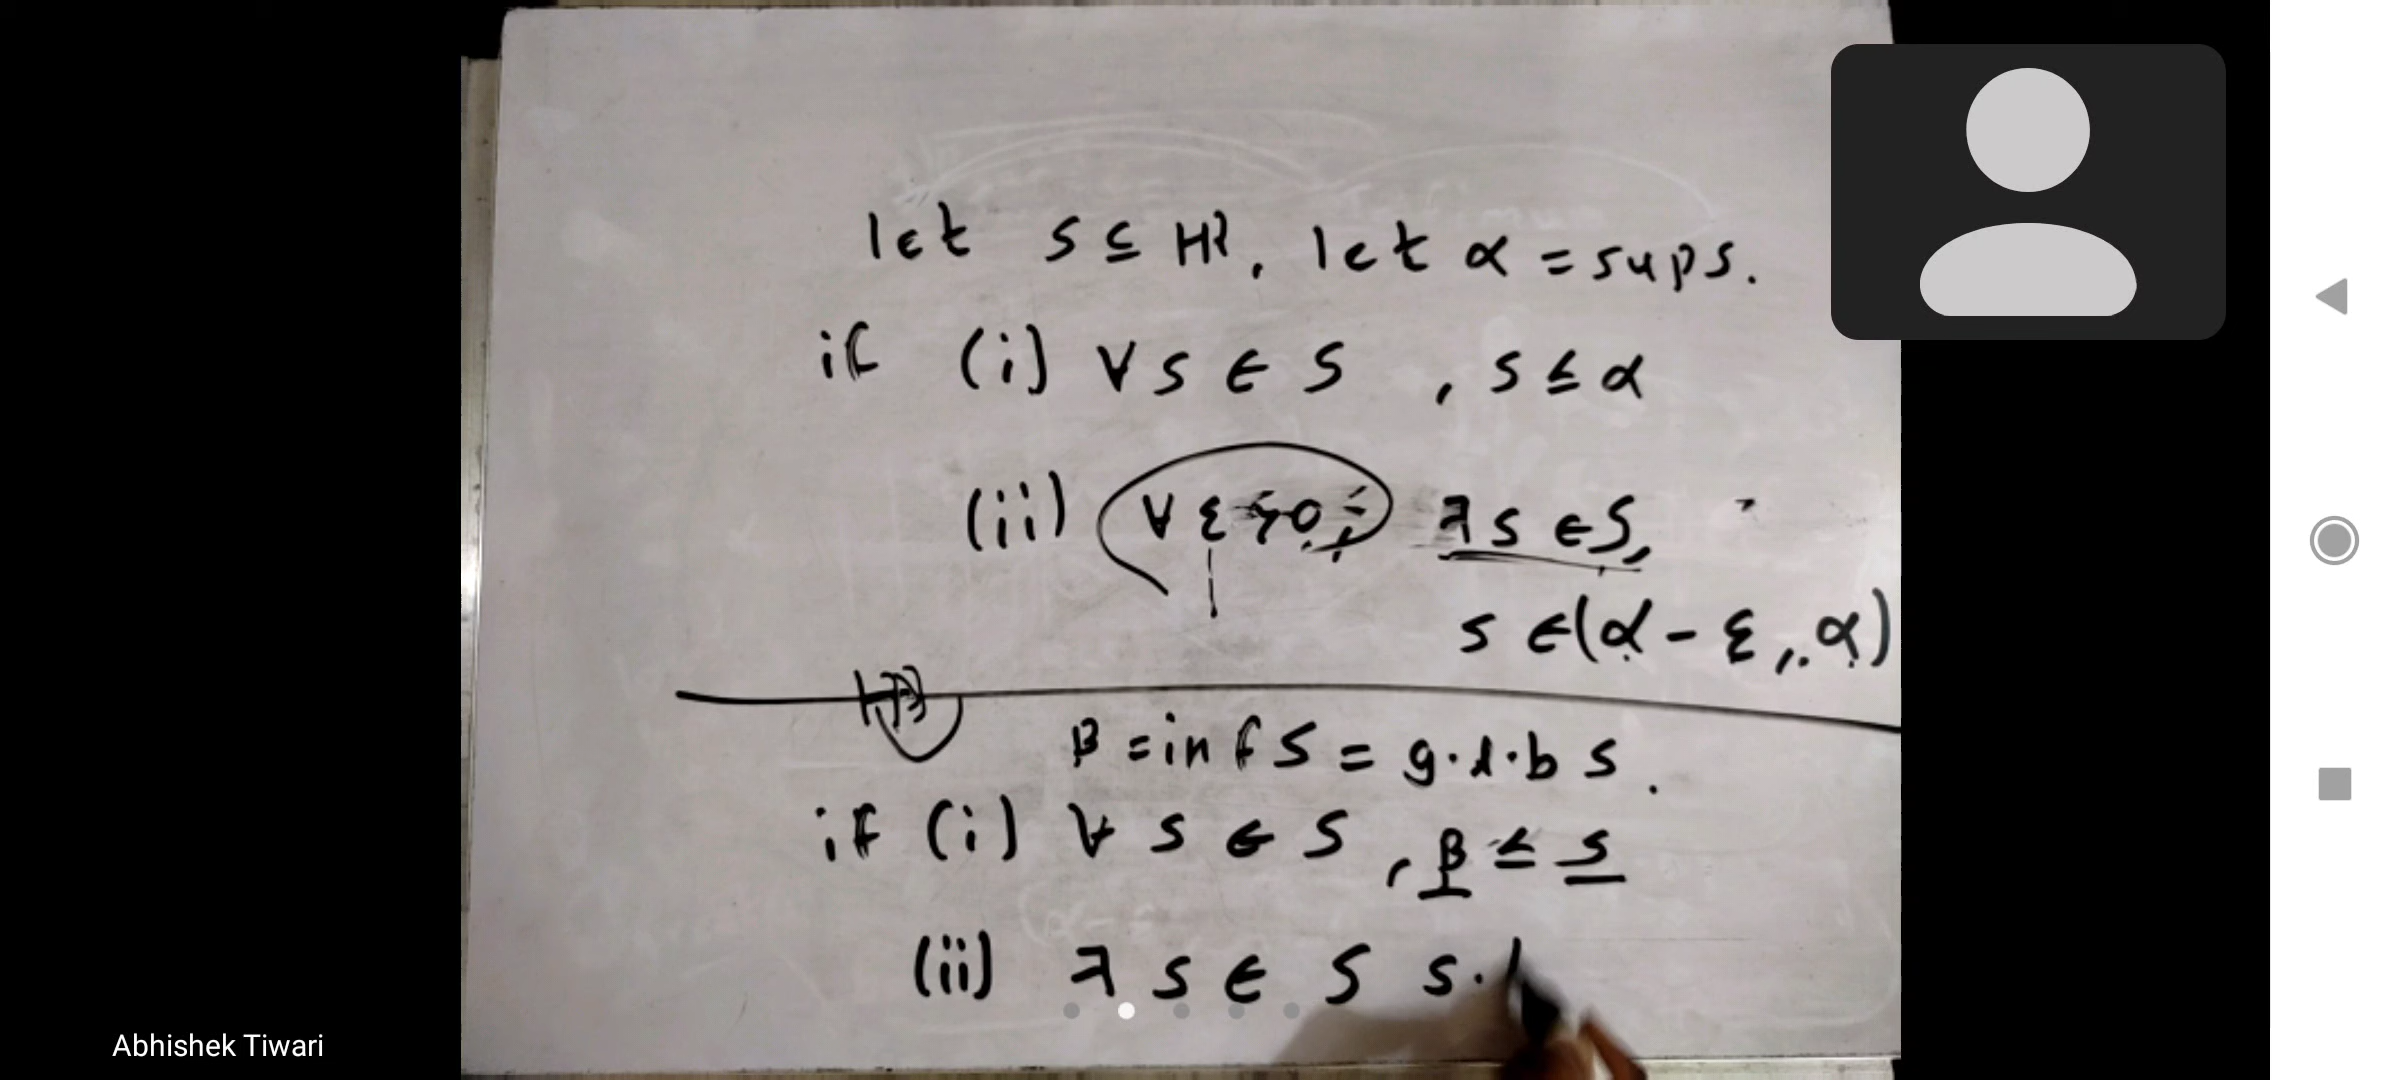 let S ⊆ ℝ, let α = sup S.
if (i) ∀ s ∈ S , s ≤ α
(ii) ∀ ε > 0, ∃ s ∈ S,
s ∈ (α - ε, α)
β = inf S = g.l.b S.
if (i) ∀ s ∈ S , β ≤ s
(ii) ∃ s ∈ S s.t
Abhishek Tiwari